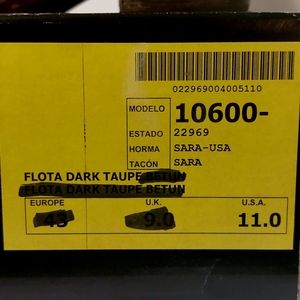 022969004005110
MODELO 10600-
ESTADO 22969
HORMA SARA-USA
TACÓN SARA
FLOTA DARK TAUPE BETUN
FLOTA DARK TAUPE BETUN
EUROPE U.K. U.S.A.
43 9.0 11.0